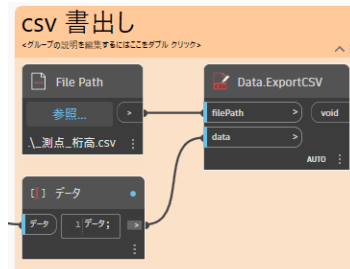 csv 書出し
<グループの説明を編集するにはここをダブル クリック>
File Path
参照...
>
.\_測点_桁高.csv
Data.ExportCSV
filePath
>
void
data
>
AUTO
[ ] データ
データ
1 データ;
>